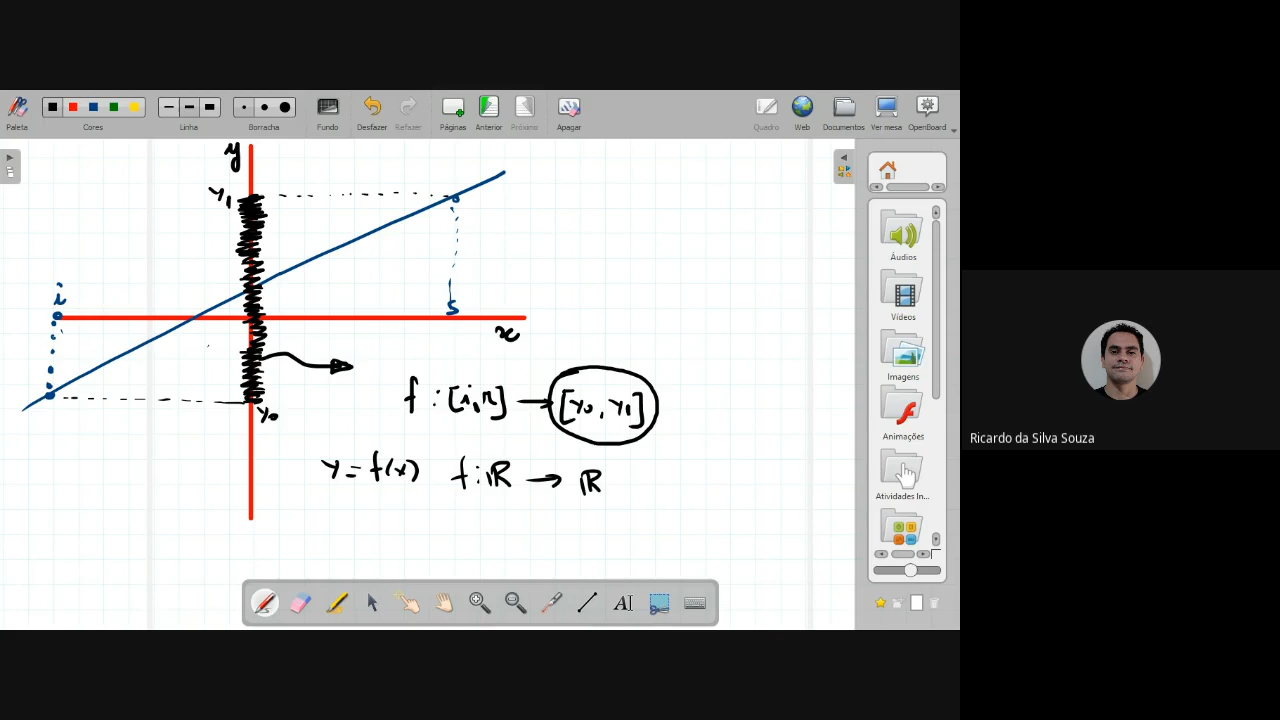 Paleta
Cores
Linha
Borracha
Fundo
Desfazer
Refazer
Páginas
Anterior
Próximo
Apagar
Quadro
Web
Documentos
Ver mesa
OpenBoard
y
y₁
i
s
x
y₀
f : [i,s] → [y₀, y₁]
y = f(x) f : ℝ → ℝ
Áudios
Vídeos
Imagens
Animações
Atividades In...
AI
Ricardo da Silva Souza